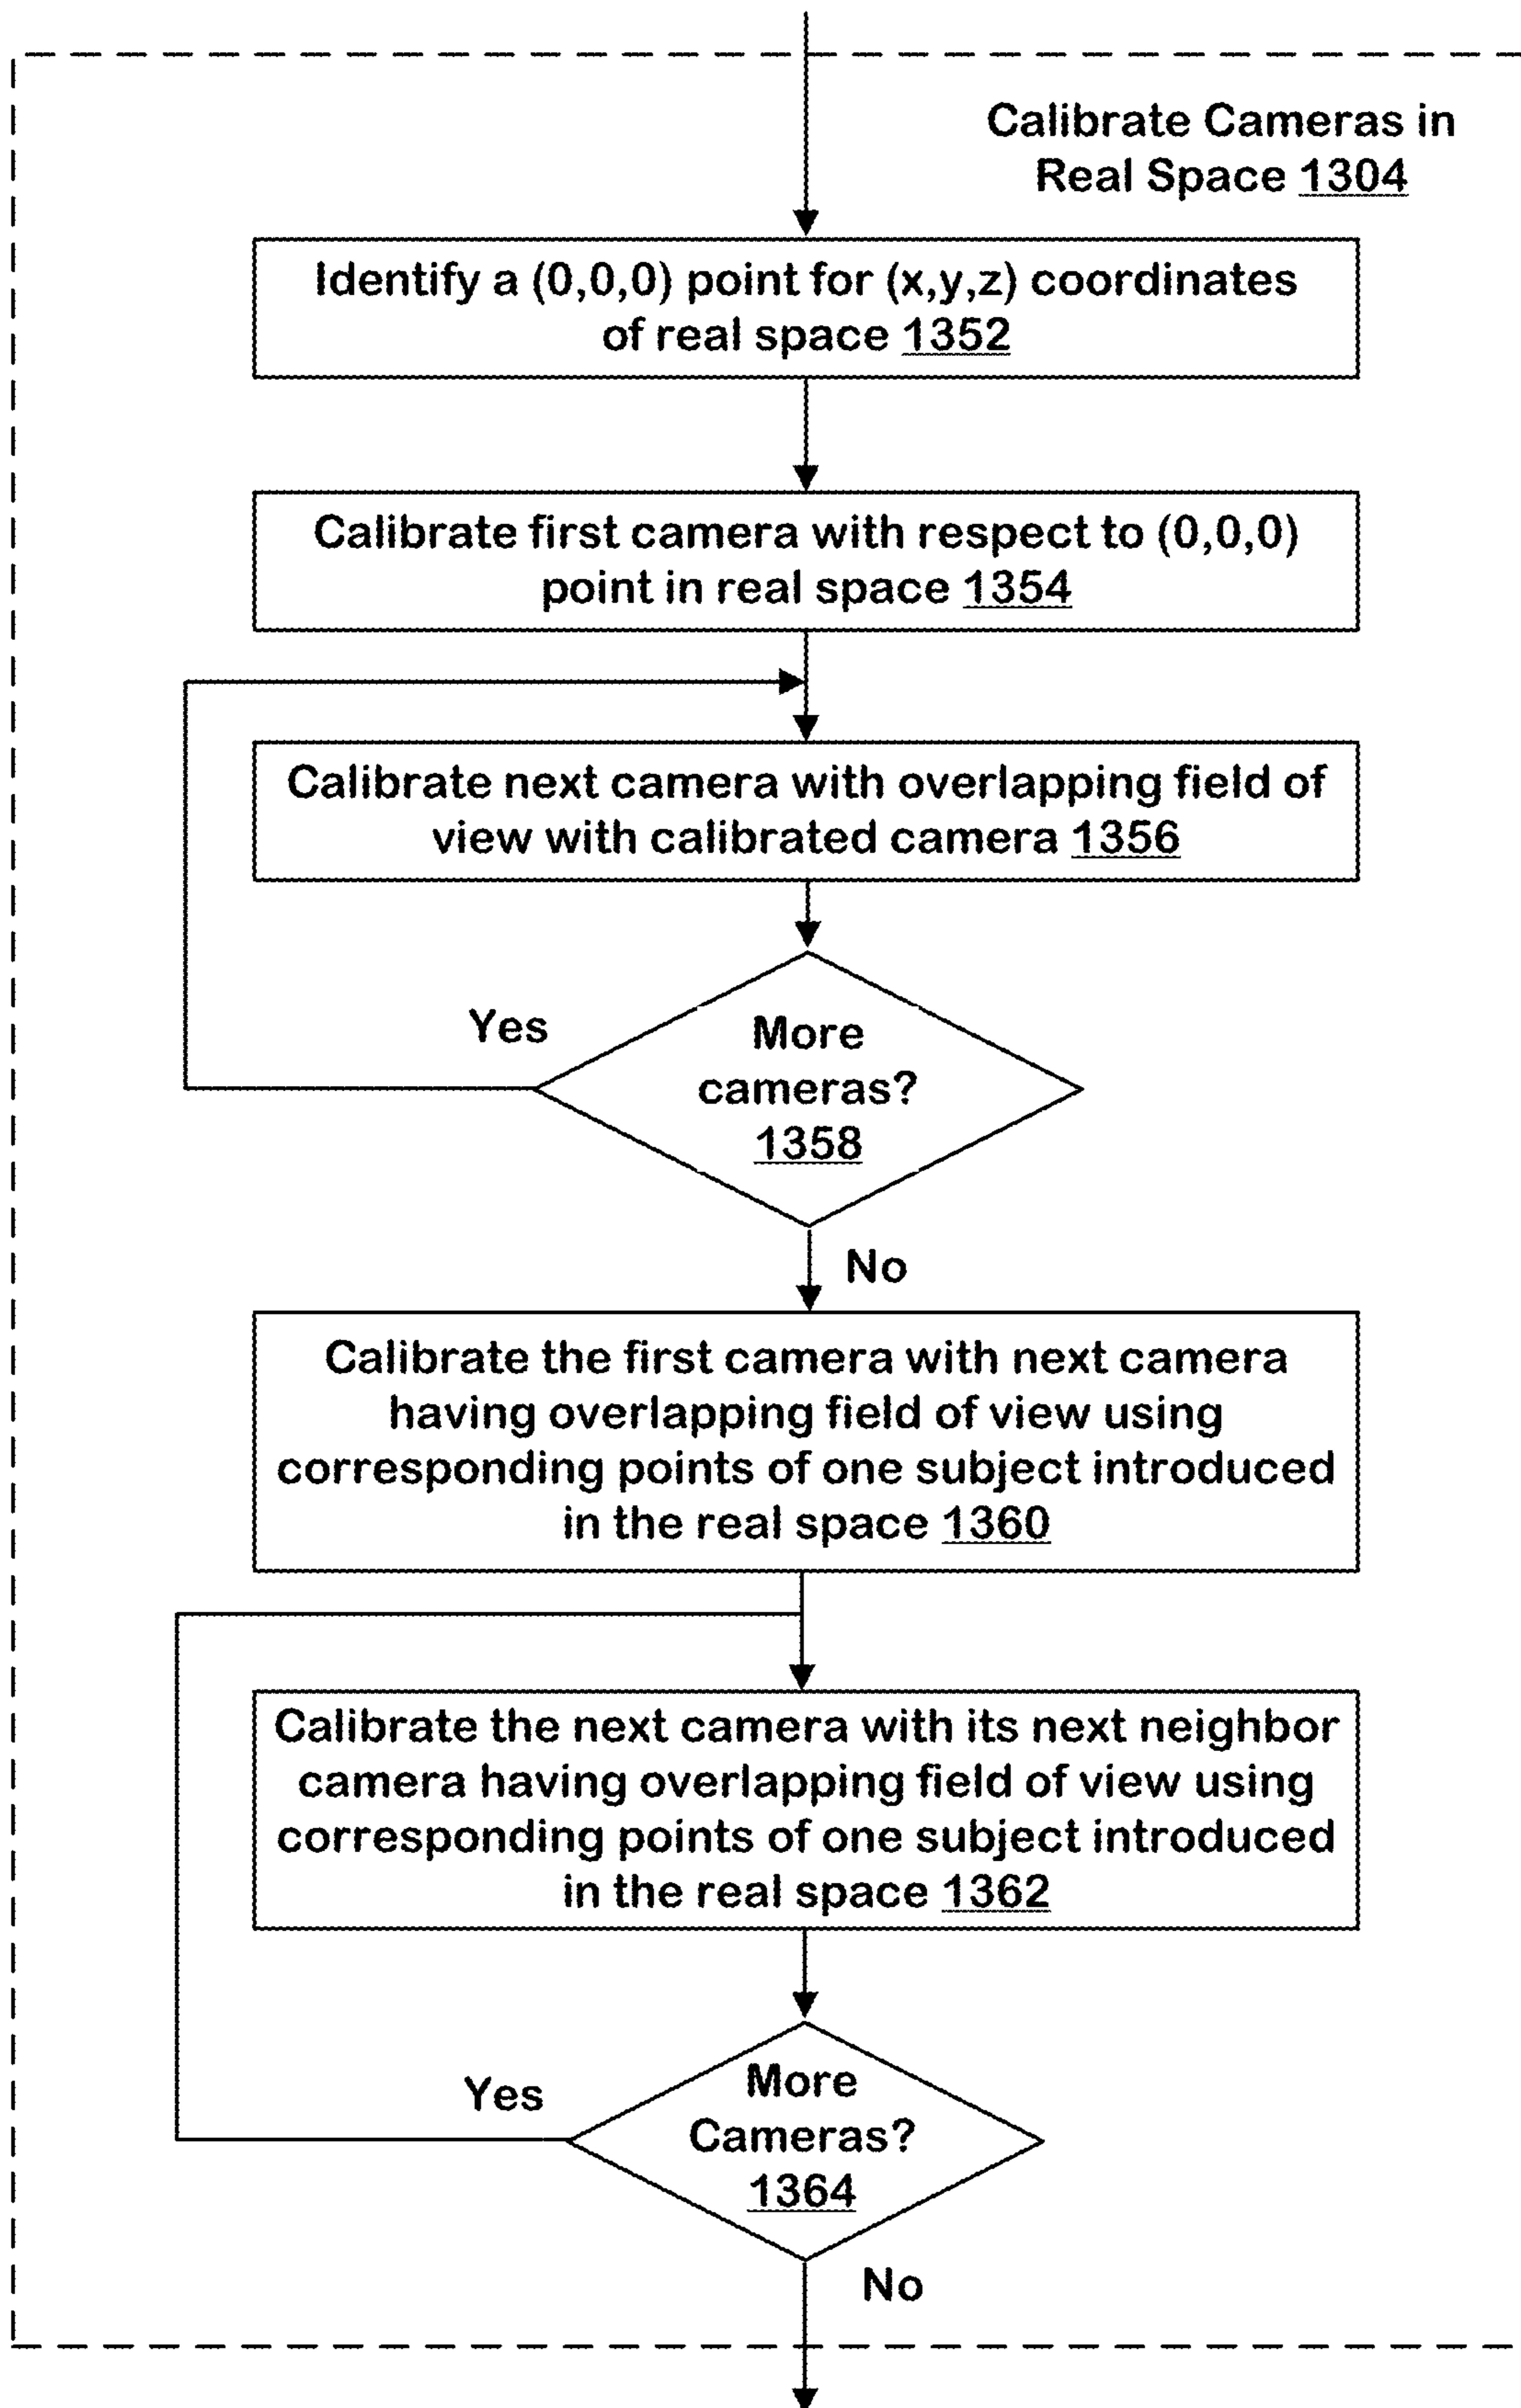 Calibrate Cameras in
Real Space 1304
Identify a (0,0,0) point for (x,y,z) coordinates
of real space 1352
Calibrate first camera with respect to (0,0,0)
point in real space 1354
Calibrate next camera with overlapping field of
view with calibrated camera 1356
Yes
More
cameras?
1358
No
Calibrate the first camera with next camera
having overlapping field of view using
corresponding points of one subject introduced
in the real space 1360
Calibrate the next camera with its next neighbor
camera having overlapping field of view using
corresponding points of one subject introduced
in the real space 1362
Yes
More
Cameras?
1364
No